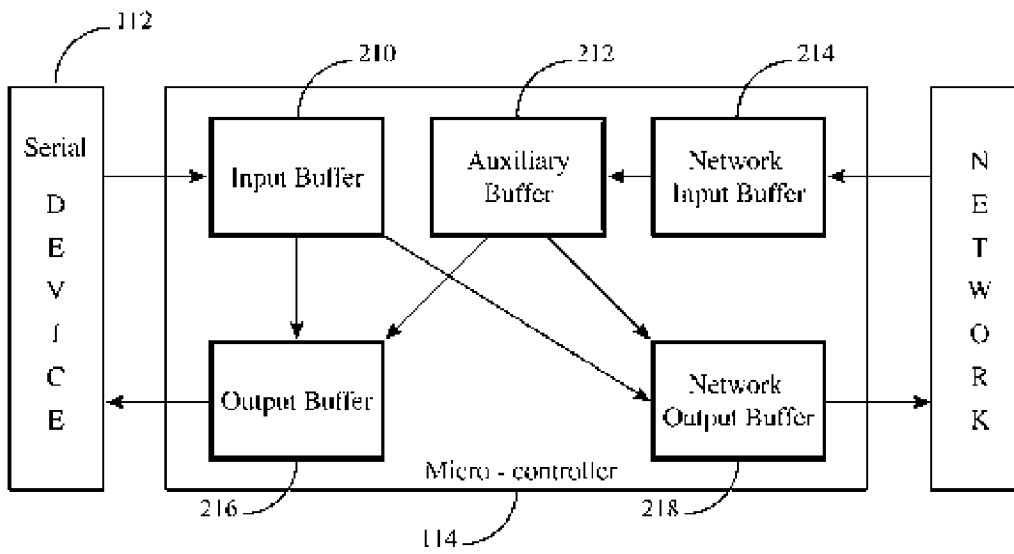 112
210
212
214
Serial
D
E
V
I
C
E
Input Buffer
Auxiliary
Buffer
Network
Input Buffer
N
E
T
W
O
R
K
Output Buffer
Network
Output Buffer
Micro - controller
216
114
218